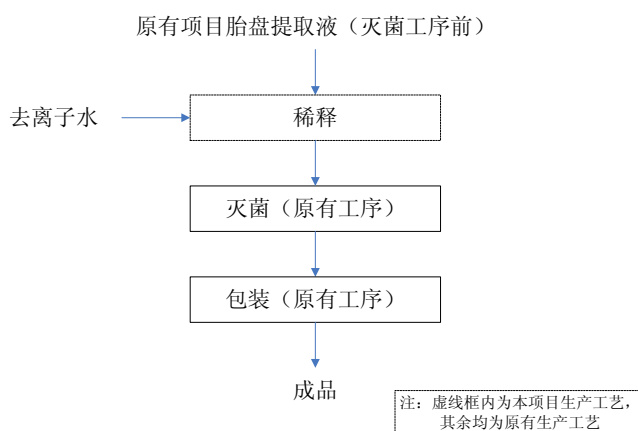 原有项目胎盘提取液（灭菌工序前）
去离子水
稀释
灭菌（原有工序）
包装（原有工序）
成品
注：虚线框内为本项目生产工艺，
其余均为原有生产工艺